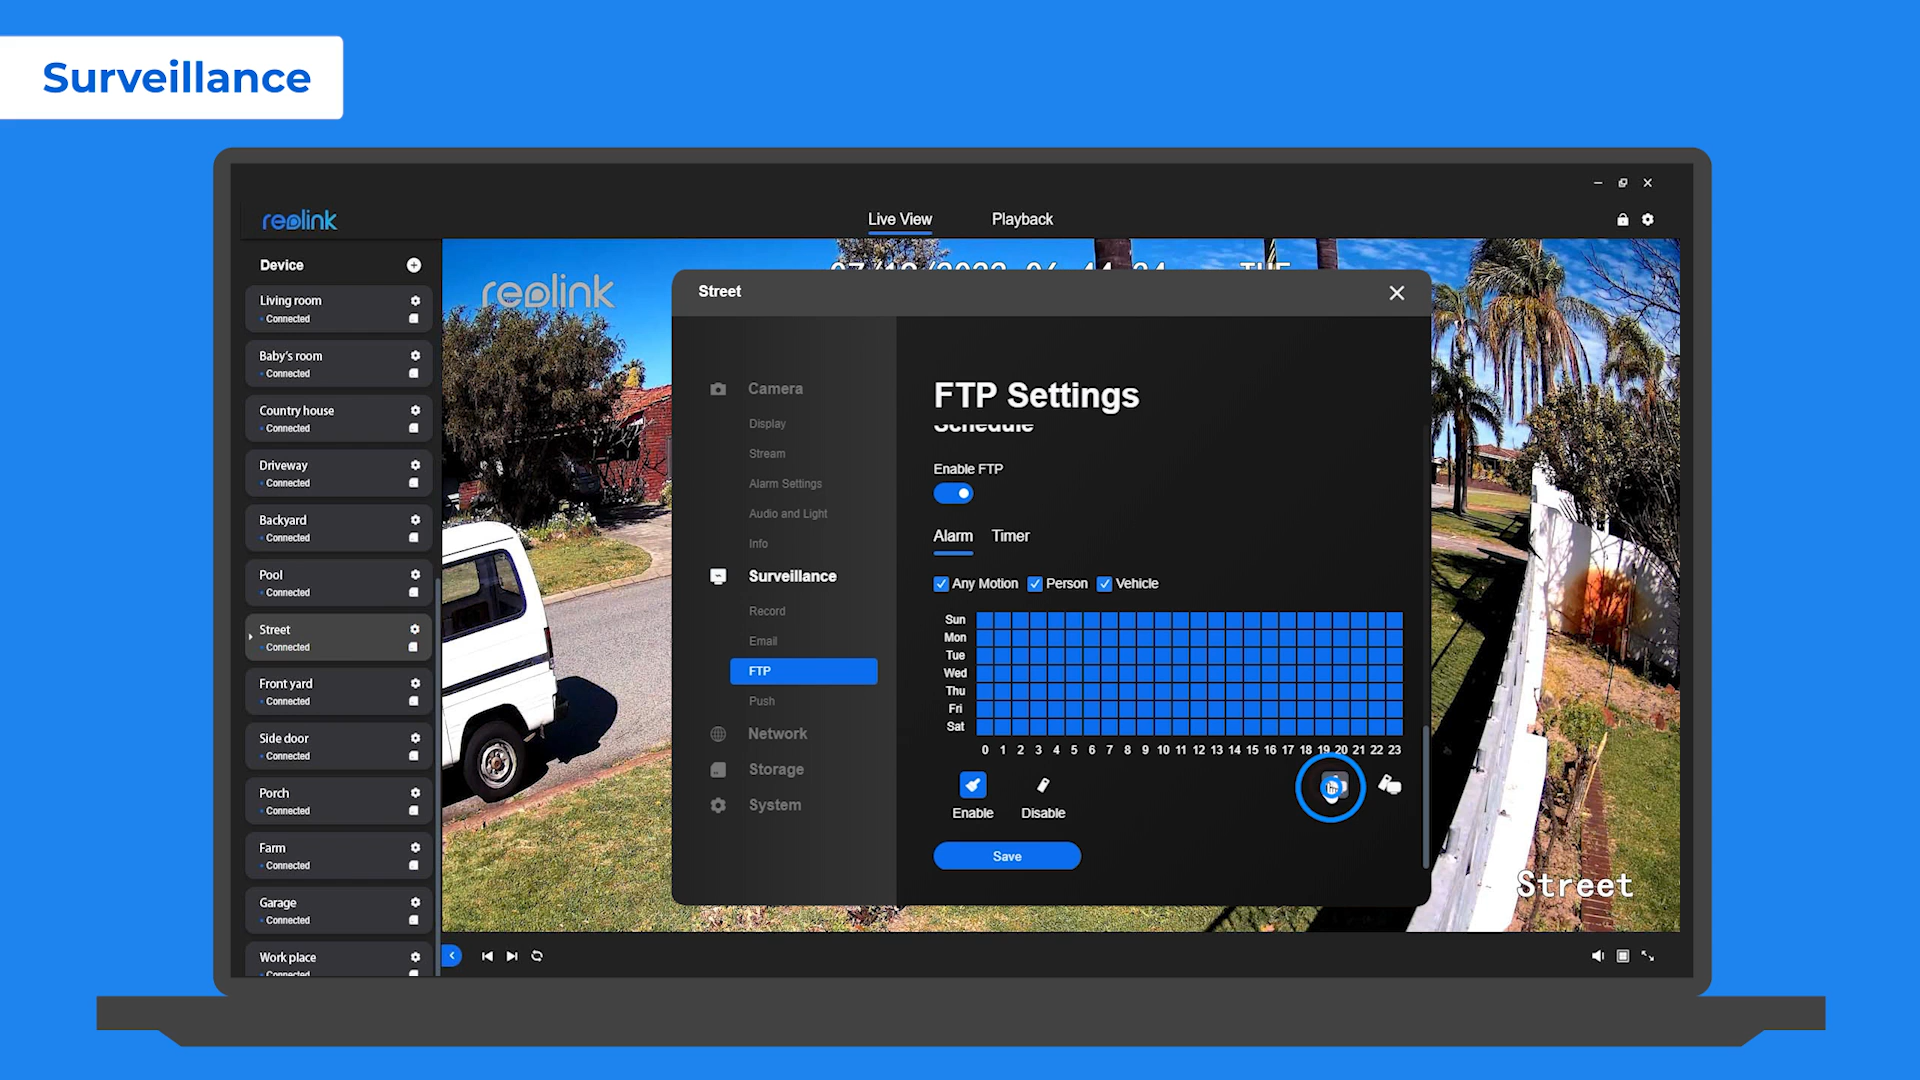 Surveillance
reolink
Live View
Playback
Device
Living room
Connected
Baby's room
Connected
Country house
Connected
Driveway
Connected
Backyard
Connected
Pool
Connected
Street
Connected
Front yard
Connected
Side door
Connected
Porch
Connected
Farm
Connected
Garage
Connected
Work place
Connected
reolink
Street
Camera
Display
Stream
Alarm Settings
Audio and Light
Info
Surveillance
Record
Email
FTP
Push
Network
Storage
System
FTP Settings
Schedule
Enable FTP
Alarm Timer
Any Motion Person Vehicle
Sun
Mon
Tue
Wed
Thu
Fri
Sat
0 1 2 3 4 5 6 7 8 9 10 11 12 13 14 15 16 17 18 19 20 21 22 23
Enable Disable
Save
Street